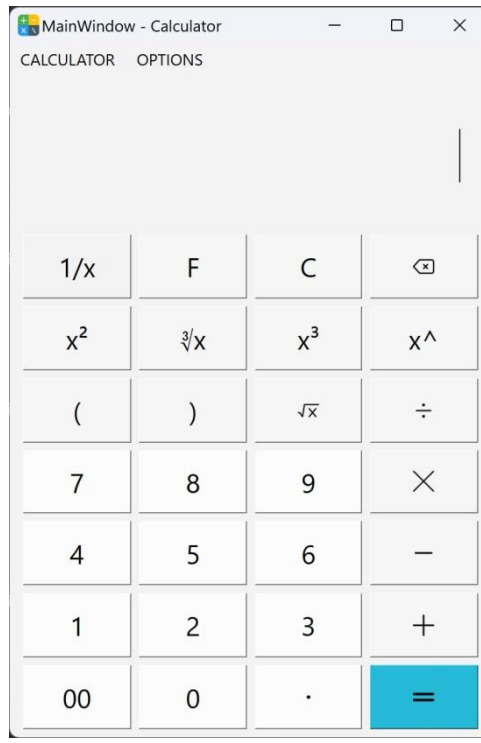 MainWindow - Calculator
CALCULATOR OPTIONS
1/x F C
x² ∛x x³ x^
( ) √x ÷
7 8 9 ×
4 5 6 −
1 2 3 +
00 0 . =